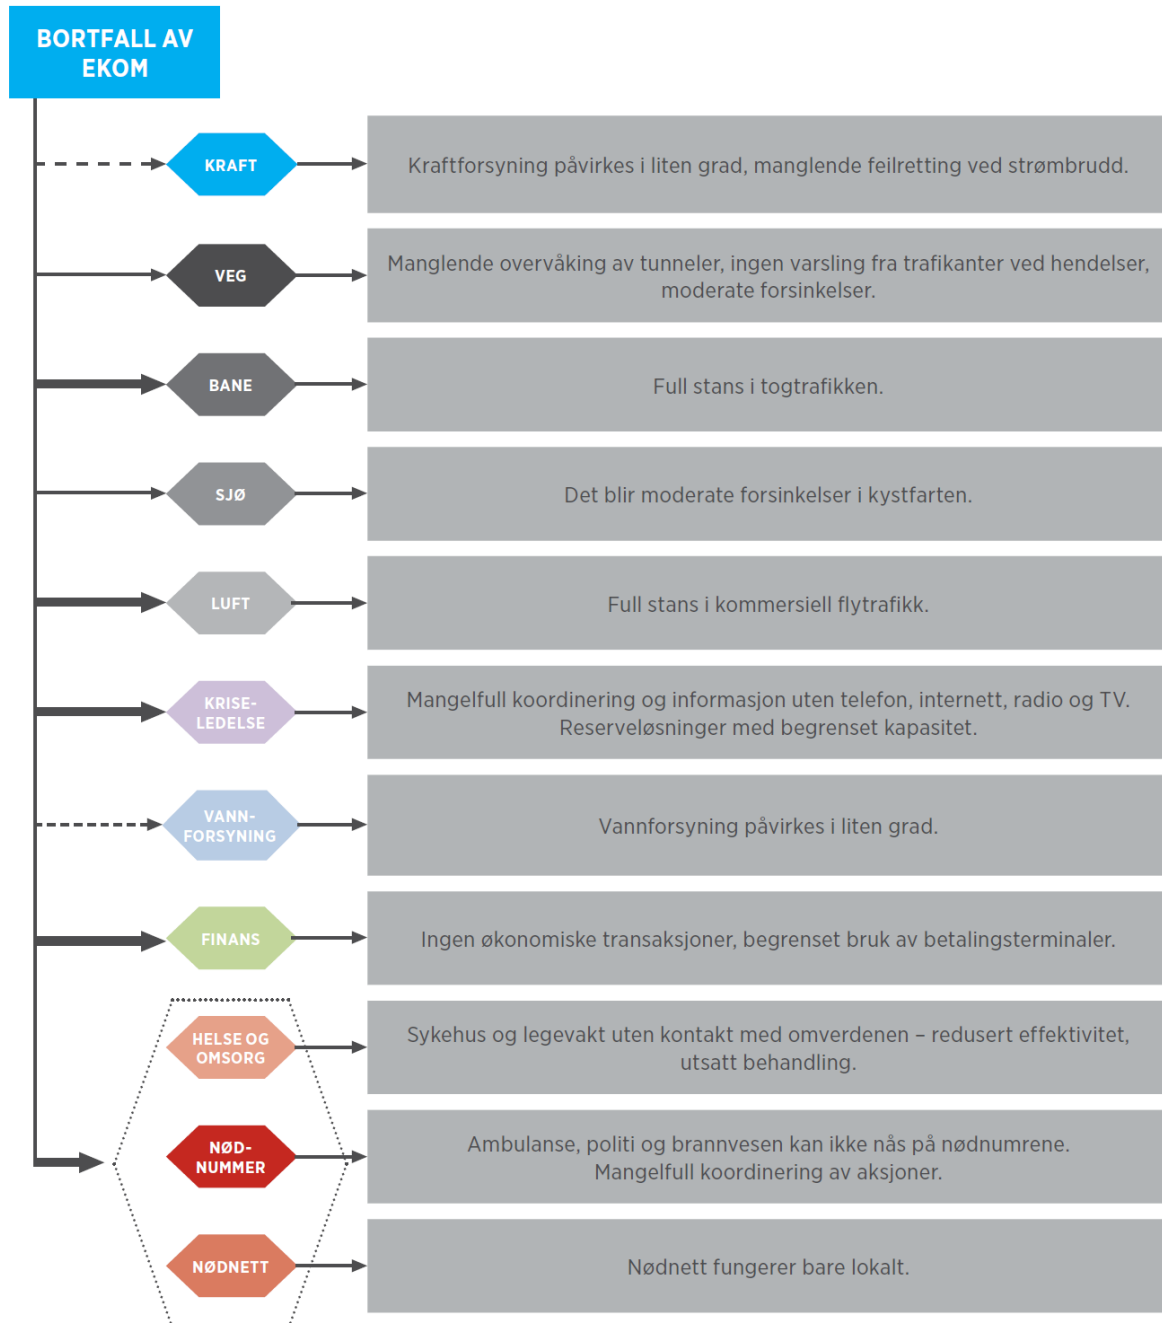 BORTFALL AV
EKOM
KRAFT
Kraftforsyning påvirkes i liten grad, manglende feilretting ved strømbrudd.
VEG
Manglende overvåking av tunneler, ingen varsling fra trafikanter ved hendelser,
moderate forsinkelser.
BANE
Full stans i togtrafikken.
SJØ
Det blir moderate forsinkelser i kystfarten.
LUFT
Full stans i kommersiell flytrafikk.
KRISE-
LEDELSE
Mangelfull koordinering og informasjon uten telefon, internett, radio og TV.
Reserveløsninger med begrenset kapasitet.
VANN-
FORSYNING
Vannforsyning påvirkes i liten grad.
FINANS
Ingen økonomiske transaksjoner, begrenset bruk av betalingsterminaler.
HELSE OG
OMSORG
Sykehus og legevakt uten kontakt med omverdenen – redusert effektivitet,
utsatt behandling.
NØD-
NUMMER
Ambulanse, politi og brannvesen kan ikke nås på nødnumrene.
Mangelfull koordinering av aksjoner.
NØDNETT
Nødnett fungerer bare lokalt.